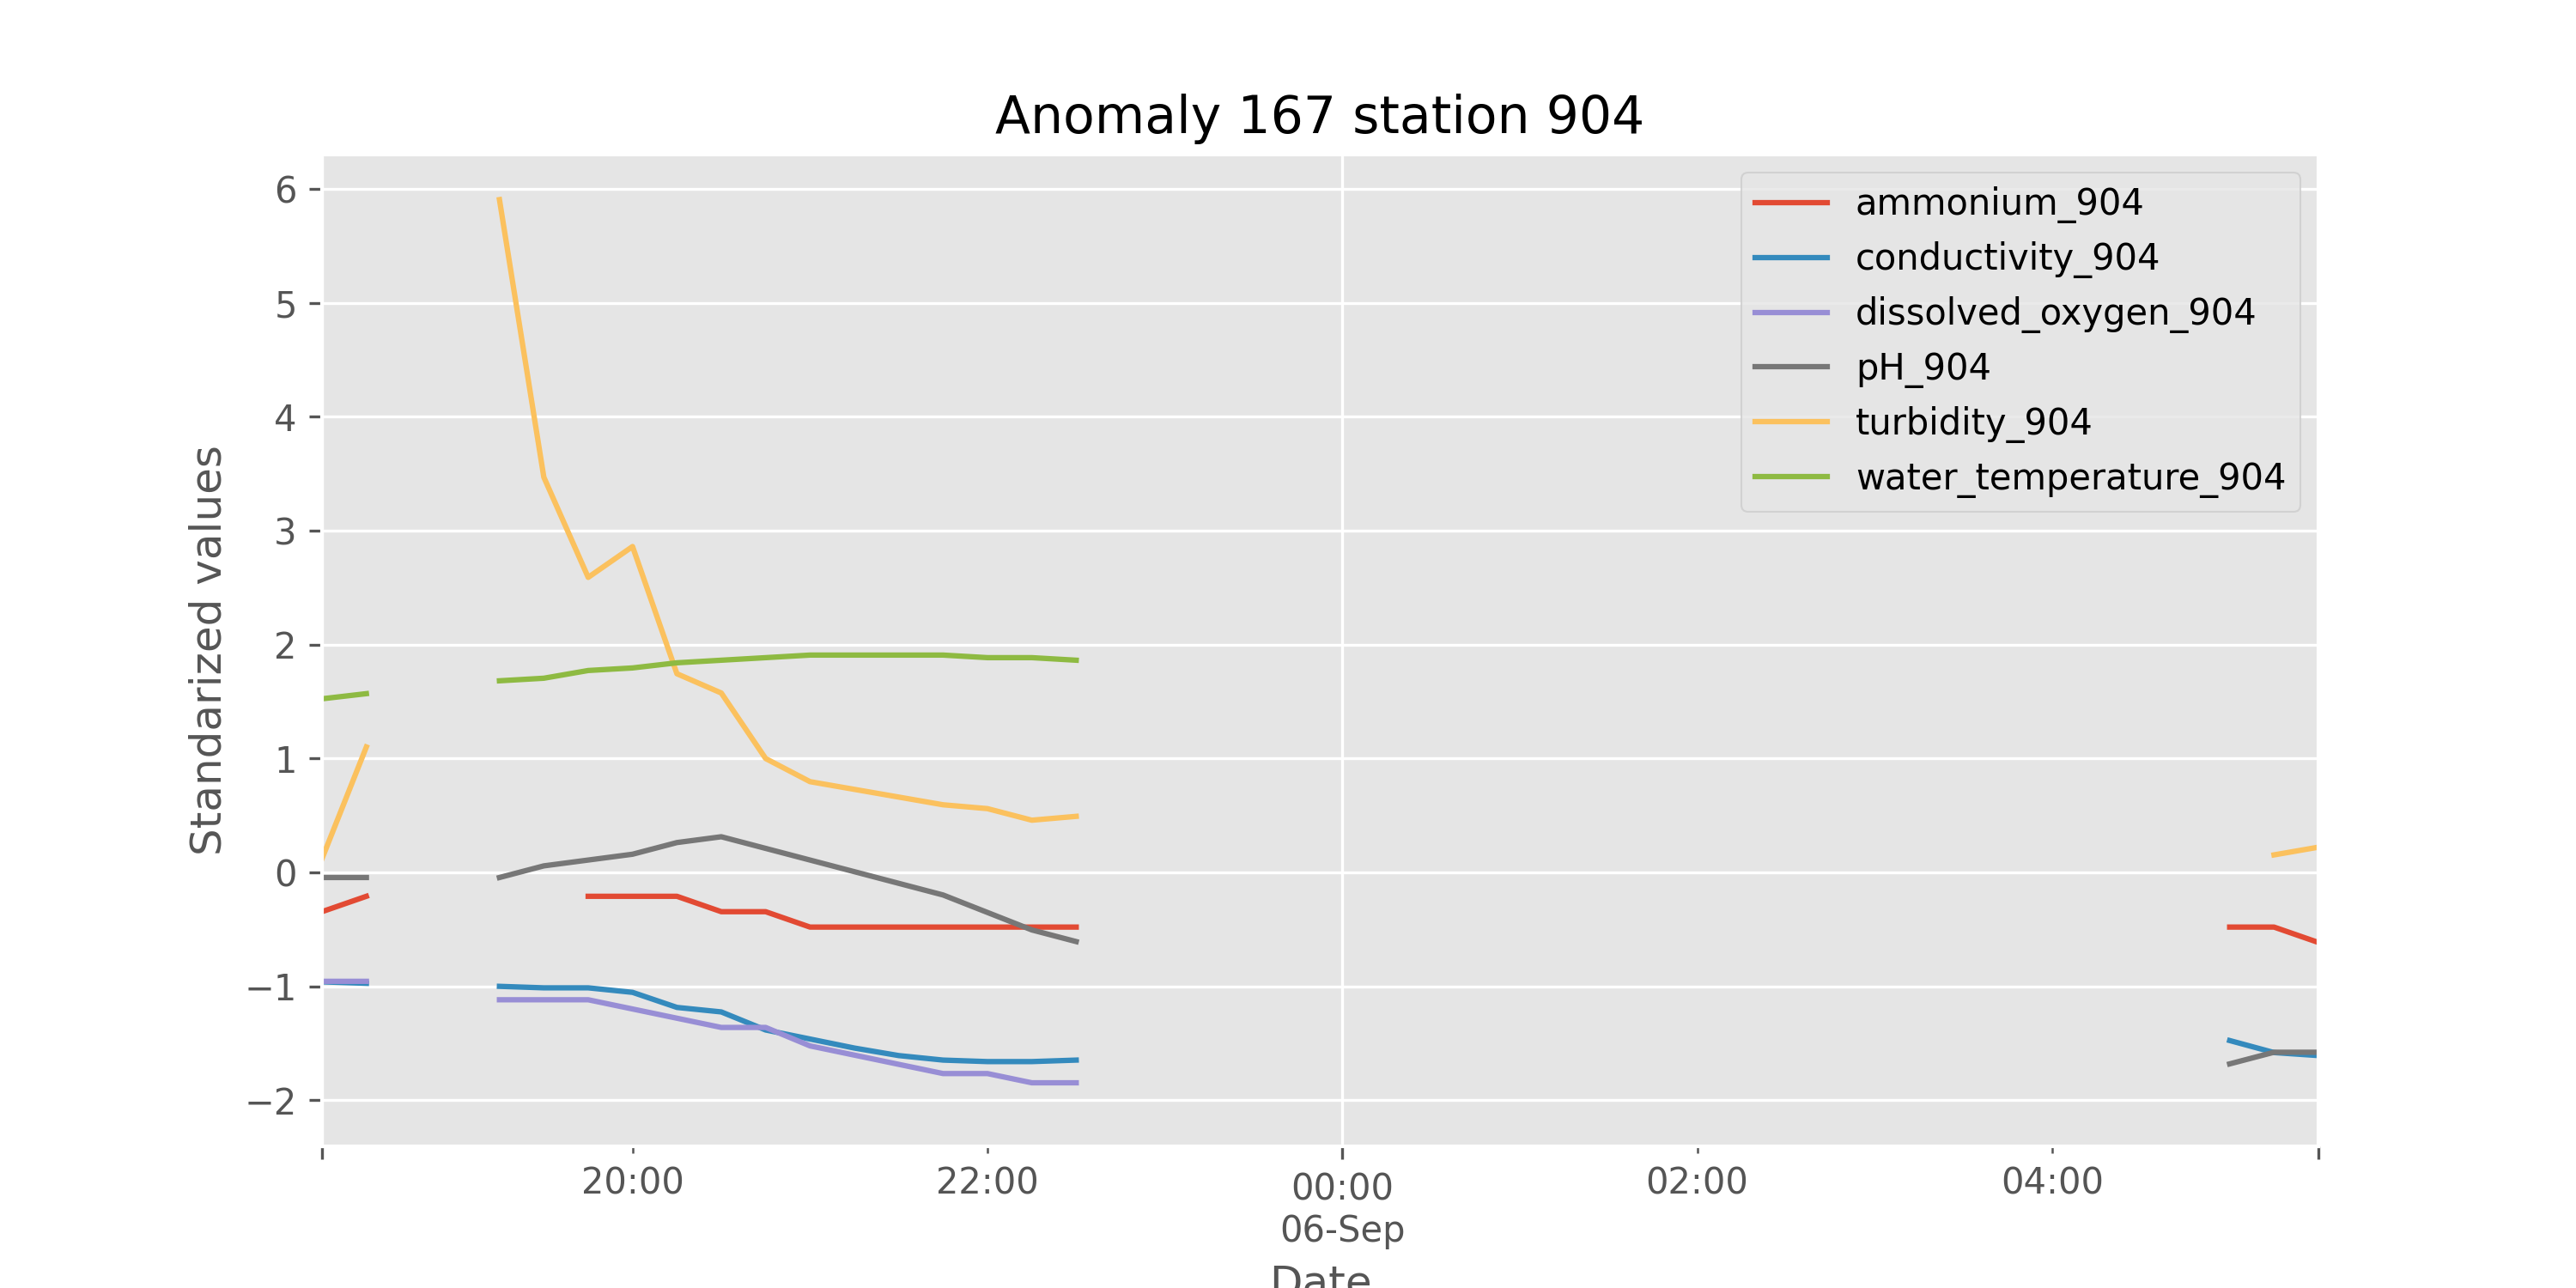 Anomaly 167 station 904
6
5
4
3
2
1
0
−1
−2
Standarized values
ammonium_904
conductivity_904
dissolved_oxygen_904
pH_904
turbidity_904
water_temperature_904
20:00
22:00
00:00
06-Sep
02:00
04:00
Date